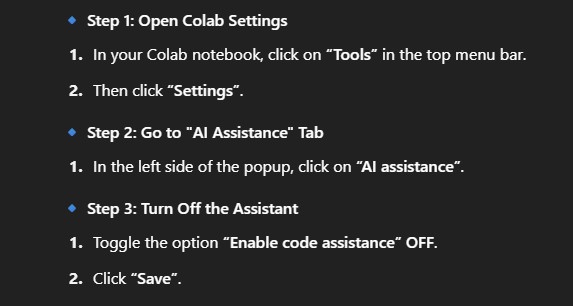 Step 1: Open Colab Settings
1. In your Colab notebook, click on “Tools” in the top menu bar.
2. Then click “Settings”.
Step 2: Go to "AI Assistance" Tab
1. In the left side of the popup, click on “AI assistance”.
Step 3: Turn Off the Assistant
1. Toggle the option “Enable code assistance” OFF.
2. Click “Save”.